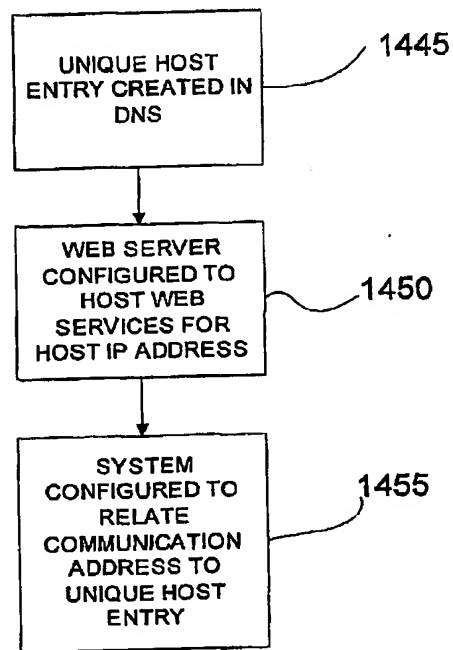 UNIQUE HOST
ENTRY CREATED IN
DNS
1445
WEB SERVER
CONFIGURED TO
HOST WEB
SERVICES FOR
HOST IP ADDRESS
1450
SYSTEM
CONFIGURED TO
RELATE
COMMUNICATION
ADDRESS TO
UNIQUE HOST
ENTRY
1455